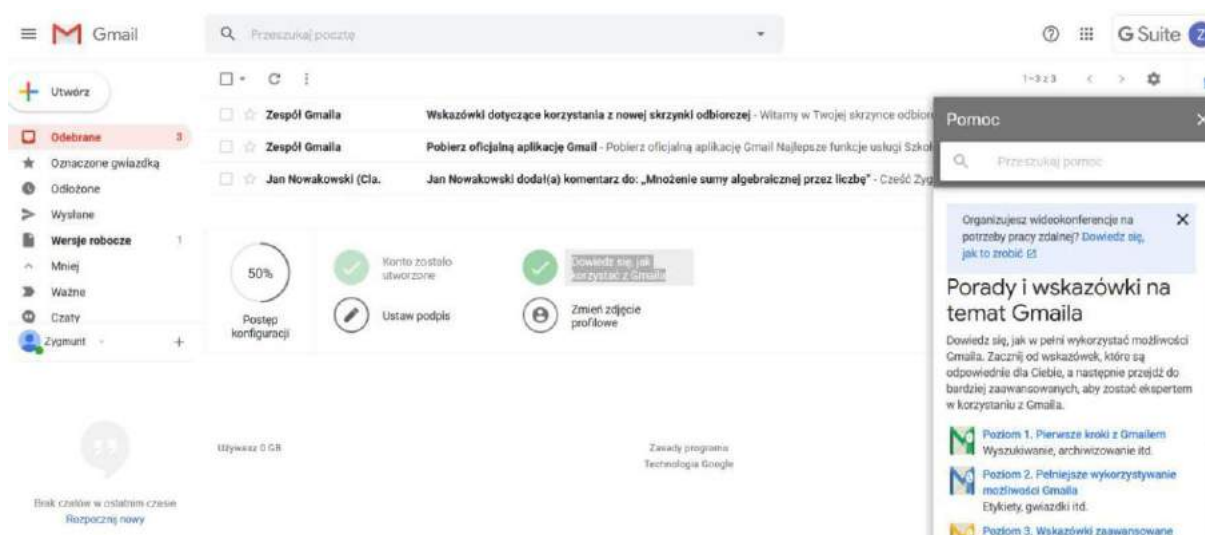 Gmail
Przeszukaj pocztę
G Suite
Z
Utwórz
1–3 z 3
Odebrane 3
Oznaczone gwiazdką
Odłożone
Wysłane
Wersje robocze 1
Mniej
Ważne
Czaty
Zygmunt
Zespół Gmaila Wskazówki dotyczące korzystania z nowej skrzynki odbiorczej - Witamy w Twojej skrzynce odbior
Zespół Gmaila Pobierz oficjalną aplikację Gmail - Pobierz oficjalną aplikację Gmail Najlepsze funkcje usługi Szkol
Jan Nowakowski (Cla. Jan Nowakowski dodał(a) komentarz do: „Mnożenie sumy algebraicznej przez liczbę" - Cześć Zyg
50%
Postęp
konfiguracji
Konto zostało
utworzone
Dowiedz się, jak
korzystać z Gmaila
Ustaw podpis
Zmień zdjęcie
profilowe
Używasz 0 GB
Zasady programu
Technologia Google
Brak czatów w ostatnim czasie
Rozpocznij nowy
Pomoc
Przeszukaj pomoc
Organizujesz wideokonferencje na
potrzeby pracy zdalnej? Dowiedz się,
jak to zrobić
Porady i wskazówki na
temat Gmaila
Dowiedz się, jak w pełni wykorzystać możliwości
Gmaila. Zacznij od wskazówek, które są
odpowiednie dla Ciebie, a następnie przejdź do
bardziej zaawansowanych, aby zostać ekspertem
w korzystaniu z Gmaila.
Poziom 1. Pierwsze kroki z Gmailem
Wyszukiwanie, archiwizowanie itd.
Poziom 2. Pełniejsze wykorzystywanie
możliwości Gmaila
Etykiety, gwiazdki itd.
Poziom 3. Wskazówki zaawansowane